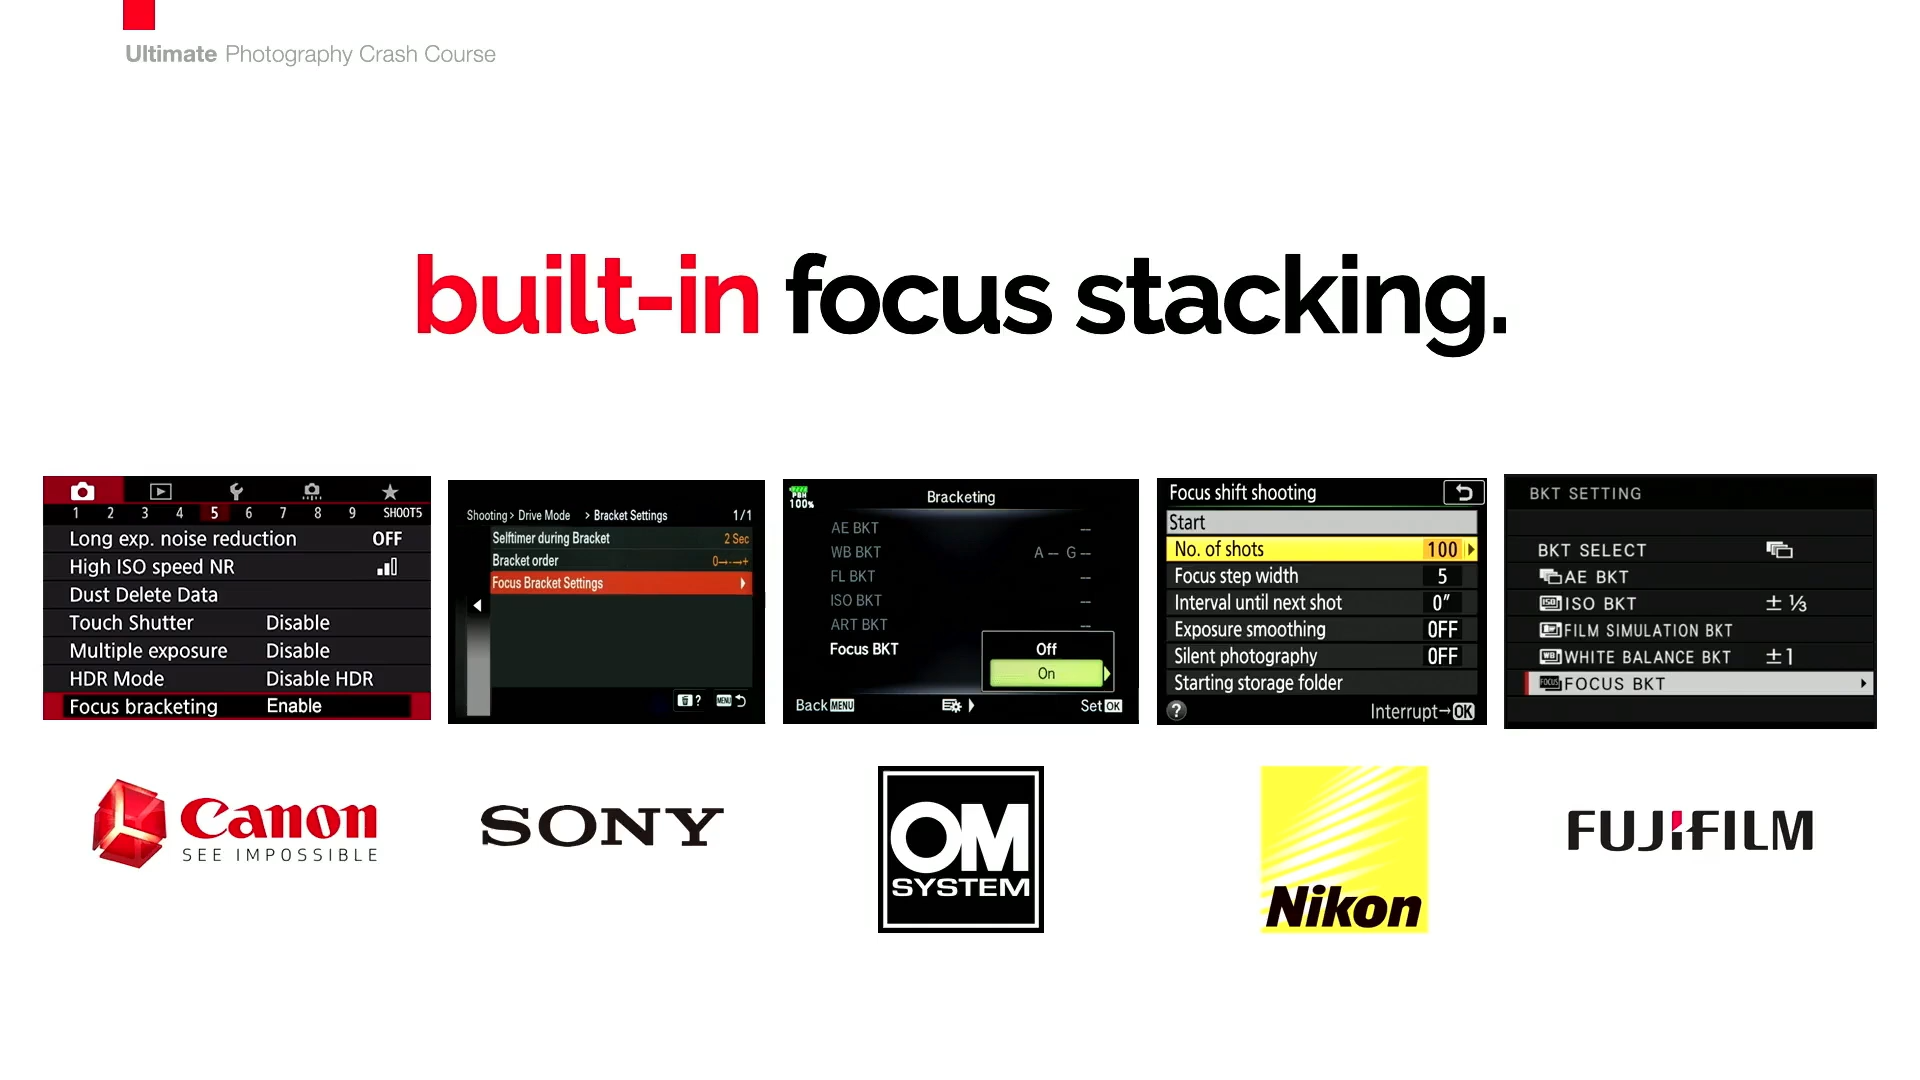 Ultimate Photography Crash Course
built-in focus stacking.
1 2 3 4 5 6 7 8 9 SHOOT5
Long exp. noise reduction OFF
High ISO speed NR
Dust Delete Data
Touch Shutter Disable
Multiple exposure Disable
HDR Mode Disable HDR
Focus bracketing Enable
Shooting > Drive Mode > Bracket Settings 1/1
Selftimer during Bracket 2 Sec
Bracket order 0→-→+
Focus Bracket Settings
? MENU
PBH
100%
Bracketing
AE BKT --
WB BKT A -- G --
FL BKT --
ISO BKT --
ART BKT --
Focus BKT
Off
On
Back MENU
Set OK
Focus shift shooting
Start
No. of shots 100
Focus step width 5
Interval until next shot 0″
Exposure smoothing OFF
Silent photography OFF
Starting storage folder
? Interrupt→OK
BKT SETTING
BKT SELECT
AE BKT
ISO ISO BKT ± ⅓
FILM SIMULATION BKT
WB WHITE BALANCE BKT ±1
FOCUS FOCUS BKT
Canon
SEE IMPOSSIBLE
SONY
OM
SYSTEM
Nikon
FUJIFILM